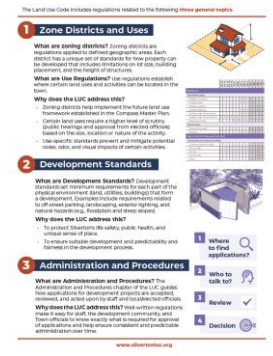 The Land Use Code includes regulations related to the following three general topics.
1 Zone Districts and Uses
What are zoning districts? Zoning districts are
regulations applied to defined geographic areas. Each
district has a unique set of standards for how property can
be developed that includes limitations on lot size, building
placement, and the height of structures.
What are Use Regulations? Use regulations establish
where certain land uses and activities can be located in the
town.
Why does the LUC address this?
• Zoning districts help implement the future land use
framework established in the Compass Master Plan.
• Certain land uses require a higher level of scrutiny
(public hearings and approval from elected officials)
based on the size, location or nature of the activity.
• Use-specific standards prevent and mitigate potential
noise, odor, and visual impacts of certain activities.
2 Development Standards
What are Development Standards? Development
standards set minimum requirements for each part of the
physical environment (land, utilities, buildings) that form
a development. Examples include requirements related
to off-street parking, landscaping, exterior lighting, and
natural hazards (e.g., floodplain and steep slopes).
Why does the LUC address this?
• To protect Silverton's life safety, public health, and
unique sense of place.
• To ensure suitable development and predictability and
fairness in the development process.
3 Administration and Procedures
What are Administration and Procedures? The
Administration and Procedures chapter of the LUC guides
how applications for development projects are accepted,
reviewed, and acted upon by staff and local/elected officials.
Why does the LUC address this? Well-written regulations
make it easy for staff, the development community, and
Town officials to know exactly what is required for approval
of applications and help ensure consistent and predictable
administration over time.
1 Where
to find
applications?
2 Who to
talk to?
3 Review
4 Decision
www.silvertonluc.org